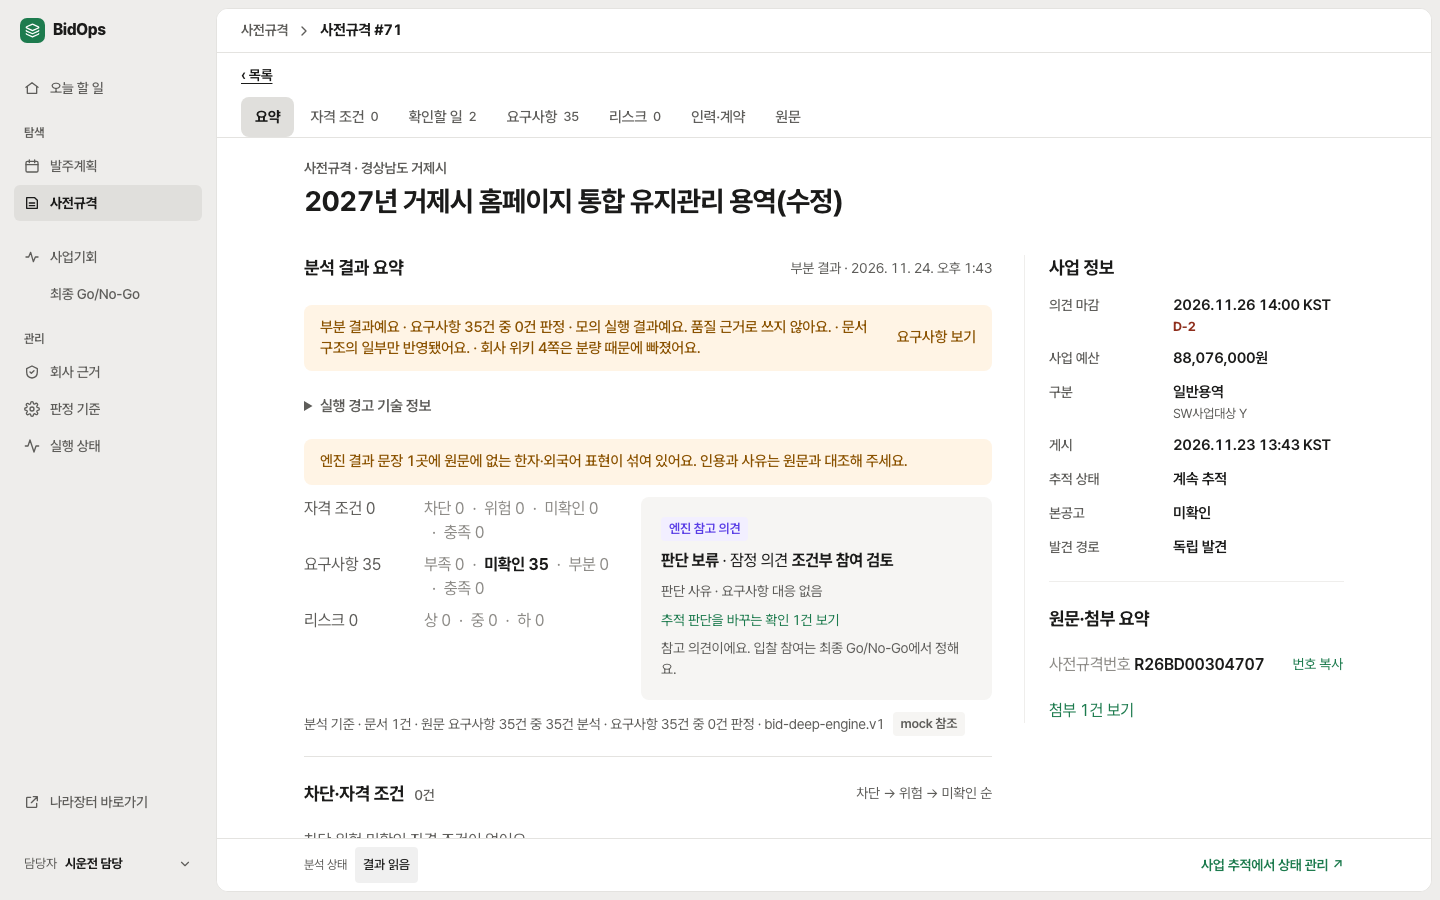 BidOps
오늘 할 일
탐색
발주계획
사전규격
사업기회
최종 Go/No-Go
관리
회사 근거
판정 기준
실행 상태
나라장터 바로가기
담당자 시운전 담당
사전규격 > 사전규격 #71
‹ 목록
요약 자격 조건 0 확인할 일 2 요구사항 35 리스크 0 인력·계약 원문
사전규격 · 경상남도 거제시
2027년 거제시 홈페이지 통합 유지관리 용역(수정)
분석 결과 요약 부분 결과 · 2026. 11. 24. 오후 1:43
부분 결과예요 · 요구사항 35건 중 0건 판정 · 모의 실행 결과예요. 품질 근거로 쓰지 않아요. · 문서
구조의 일부만 반영됐어요. · 회사 위키 4쪽은 분량 때문에 빠졌어요.
요구사항 보기
▶ 실행 경고 기술 정보
엔진 결과 문장 1곳에 원문에 없는 한자·외국어 표현이 섞여 있어요. 인용과 사유는 원문과 대조해 주세요.
자격 조건 0 차단 0 · 위험 0 · 미확인 0
· 충족 0
요구사항 35 부족 0 · 미확인 35 · 부분 0
· 충족 0
리스크 0 상 0 · 중 0 · 하 0
엔진 참고 의견
판단 보류 · 잠정 의견 조건부 참여 검토
판단 사유 · 요구사항 대응 없음
추적 판단을 바꾸는 확인 1건 보기
참고 의견이에요. 입찰 참여는 최종 Go/No-Go에서 정해
요.
분석 기준 · 문서 1건 · 원문 요구사항 35건 중 35건 분석 · 요구사항 35건 중 0건 판정 · bid-deep-engine.v1 mock 참조
차단·자격 조건 0건 차단 → 위험 → 미확인 순
차단·위험·미확인 자격 조건이 없어요.
사업 정보
의견 마감 2026.11.26 14:00 KST
D-2
사업 예산 88,076,000원
구분 일반용역
SW사업대상 Y
게시 2026.11.23 13:43 KST
추적 상태 계속 추적
본공고 미확인
발견 경로 독립 발견
원문·첨부 요약
사전규격번호 R26BD00304707 번호 복사
첨부 1건 보기
분석 상태 결과 읽음
사업 추적에서 상태 관리 ↗